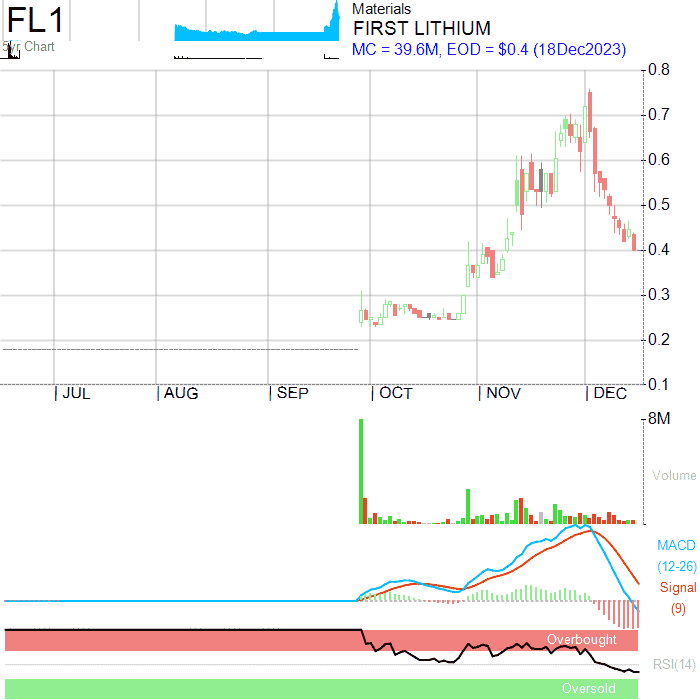 FL1
5yr Chart
Materials
FIRST LITHIUM
MC = 39.6M, EOD = $0.4 (18Dec2023)
0.8
0.7
0.6
0.5
0.4
0.3
0.2
0.1
JUL AUG SEP OCT NOV DEC
8M
Volume
MACD
(12-26)
Signal
(9)
Overbought
RSI(14)
Oversold